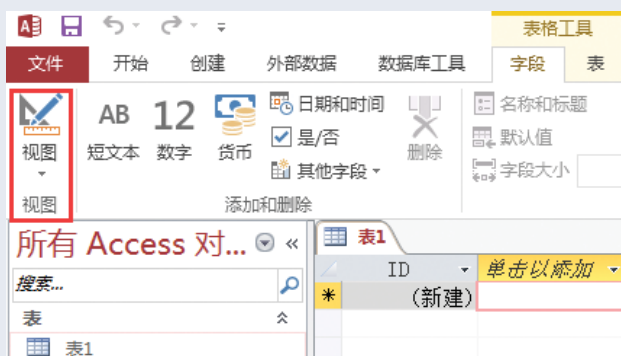 表格工具
文件 开始 创建 外部数据 数据库工具 字段 表
视图 AB 短文本 12 数字 货币 日期和时间 是/否 其他字段 删除 名称和标题 默认值 字段大小
视图 添加和删除
所有 Access 对... «
搜索...
表
表1
表1
ID 单击以添加
* (新建)